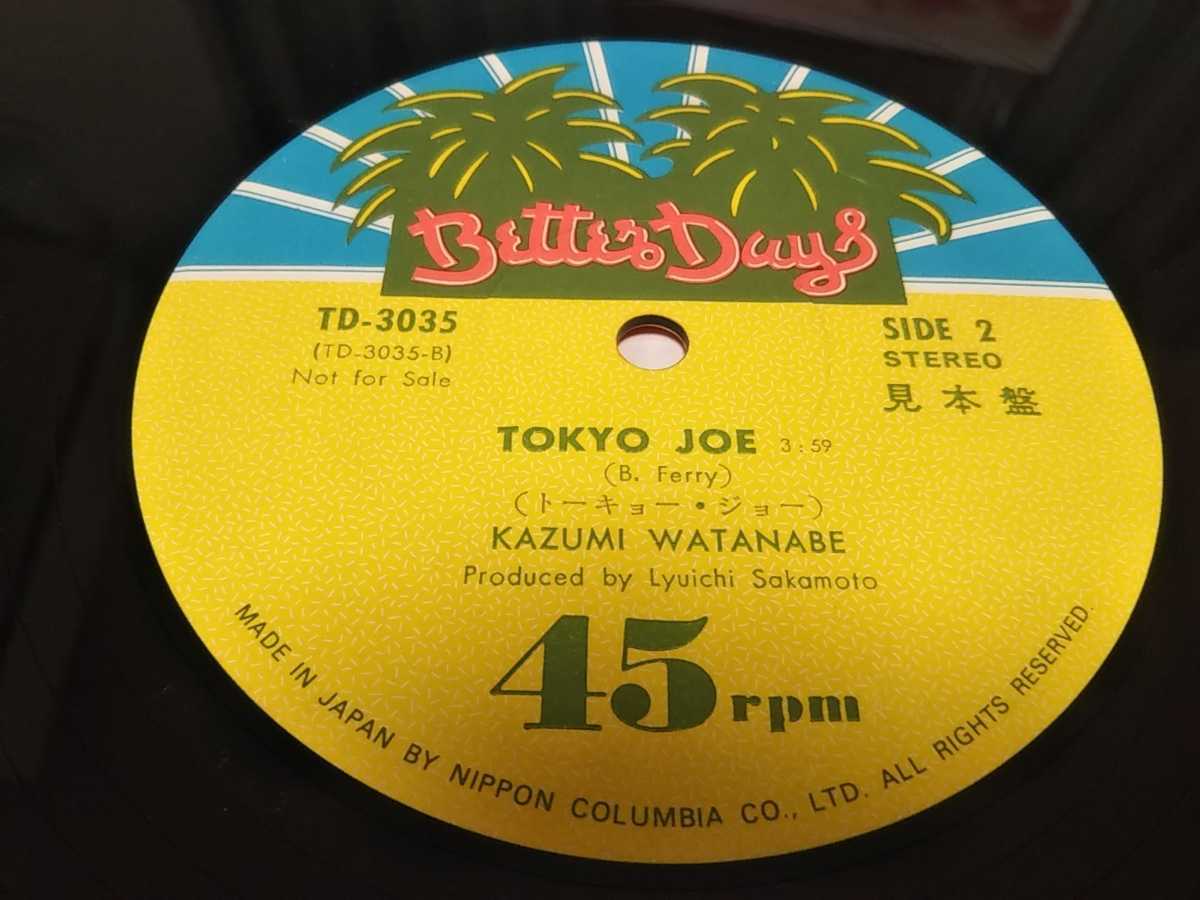 Better Days
TD-3035
(TD-3035-B)
Not for Sale
SIDE 2
STEREO
見本盤
TOKYO JOE 3:59
(B. Ferry)
(トーキョー・ジョー)
KAZUMI WATANABE
Produced by Lyuichi Sakamoto
45 rpm
MADE IN JAPAN BY NIPPON COLUMBIA CO., LTD. ALL RIGHTS RESERVED.